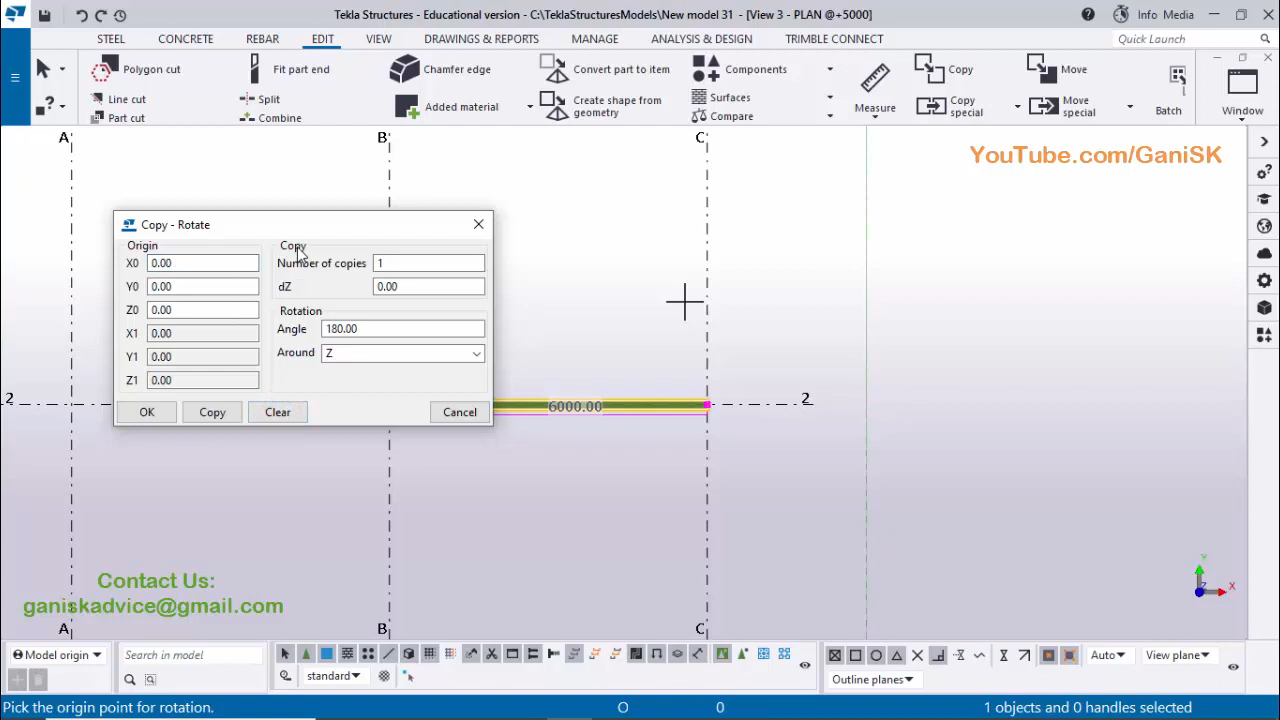 Tekla Structures - Educational version - C:\TeklaStructuresModels\New model 31 - [View 3 - PLAN @+5000]
Info Media
STEEL CONCRETE REBAR EDIT VIEW DRAWINGS & REPORTS MANAGE ANALYSIS & DESIGN TRIMBLE CONNECT
Quick Launch
Polygon cut
Line cut
Part cut
Fit part end
Split
Combine
Chamfer edge
Added material
Convert part to item
Create shape from
geometry
Components
Surfaces
Compare
Measure
Copy
Copy
special
Move
Move
special
Batch
Window
A B C
YouTube.com/GaniSK
Copy - Rotate
Origin
X0 0.00
Y0 0.00
Z0 0.00
X1 0.00
Y1 0.00
Z1 0.00
Copy
Number of copies 1
dZ 0.00
Rotation
Angle 180.00
Around Z
OK Copy Clear Cancel
2 6000.00 2
Contact Us:
ganiskadvice@gmail.com
Y
Z X
A B C
Model origin
Search in model
standard
Auto
View plane
Outline planes
Pick the origin point for rotation. O 0 1 objects and 0 handles selected